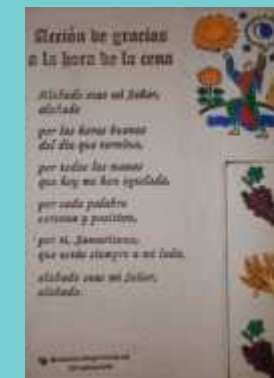 Acción de gracias
a la hora de la cena
Alabado seas mi Señor,
alabado
por las horas buenas
del día que termina,
por todas las manos
que hoy me han ayudado,
por cada palabra
cercana y positiva,
por ti, Samaritano,
que estás siempre a mi lado.
alabado seas mi Señor,
alabado.